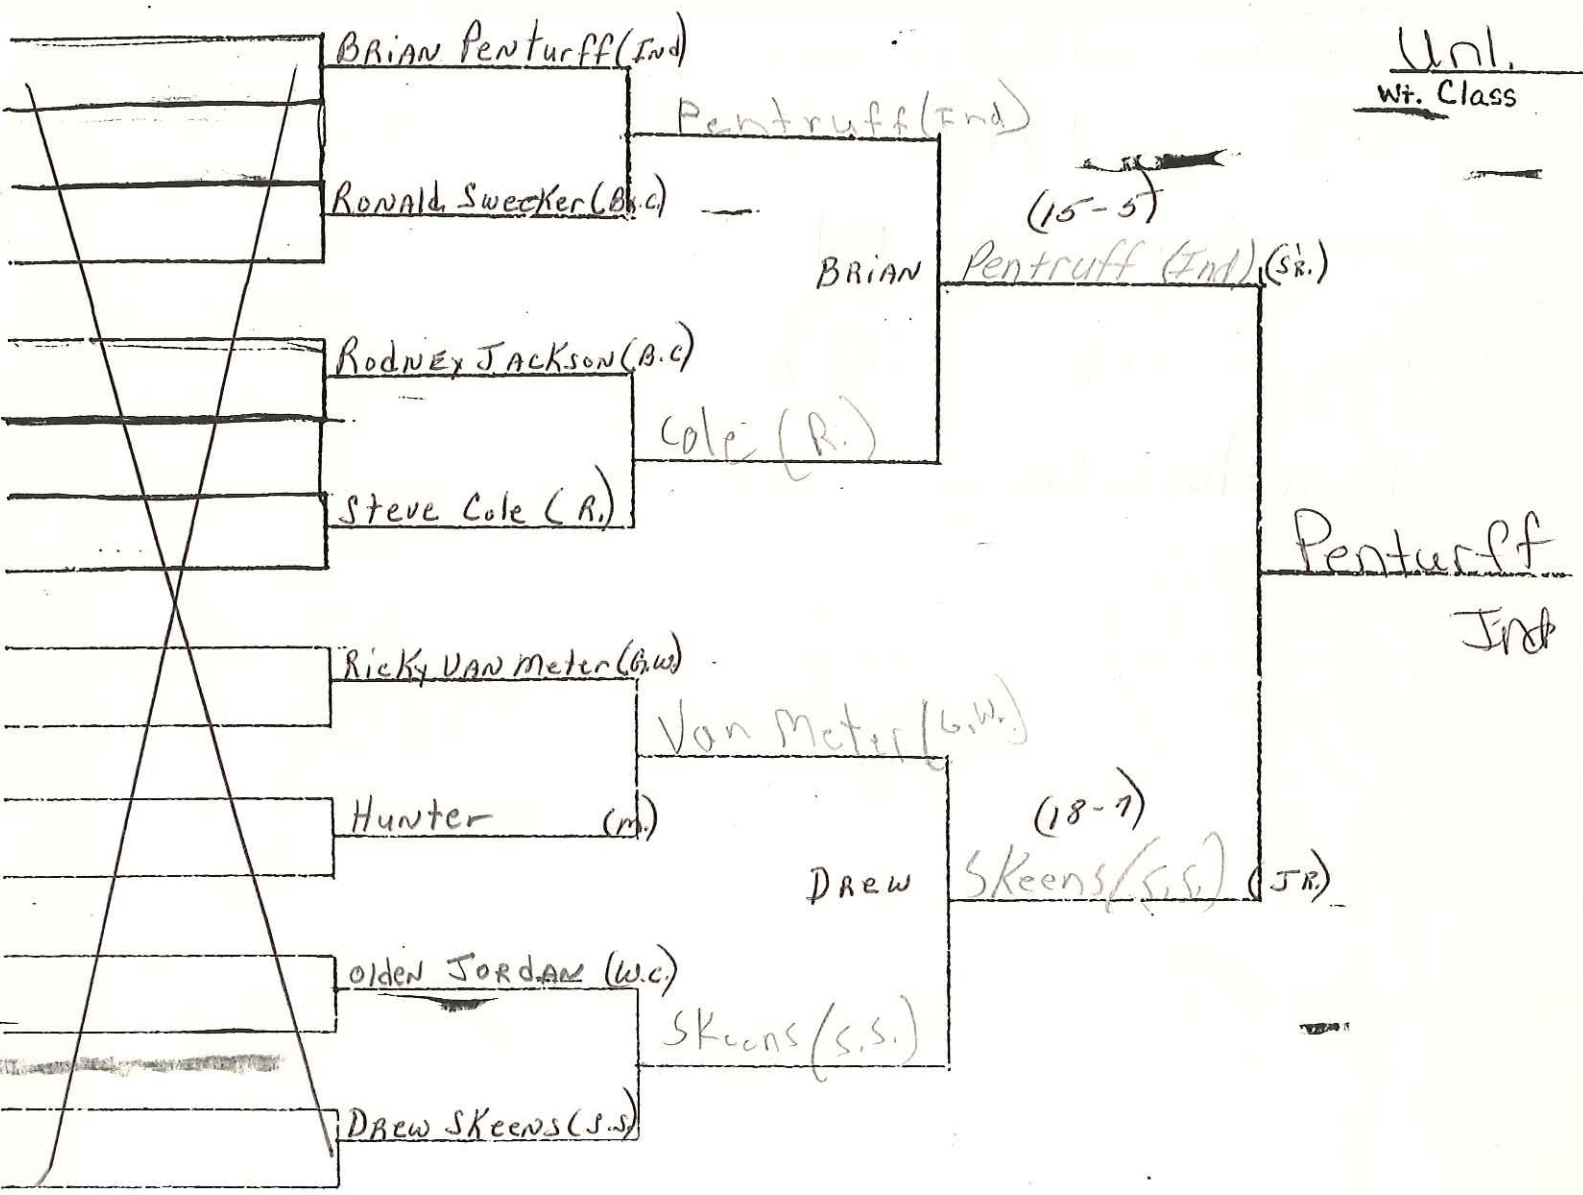 Unl.
Wt. Class
BRiAN Penturff (Ind)
Pentruff (Ind)
RONAld Sweeker (B.C)
(15-5)
BRiAN Pentruff (Ind) (SR.)
RodNEy JACKSON (B.C)
Cole (R.)
Steve Cole (R.)
Penturff
Ind
Ricky VAN Meter (G.W)
Van Meter (G.W.)
Hunter (M.)
(18-7)
DREW Skeens (S.S.) (JR.)
Olden JORdAN (W.C.)
Skeens (S.S.)
DREW SKeens (S.S)